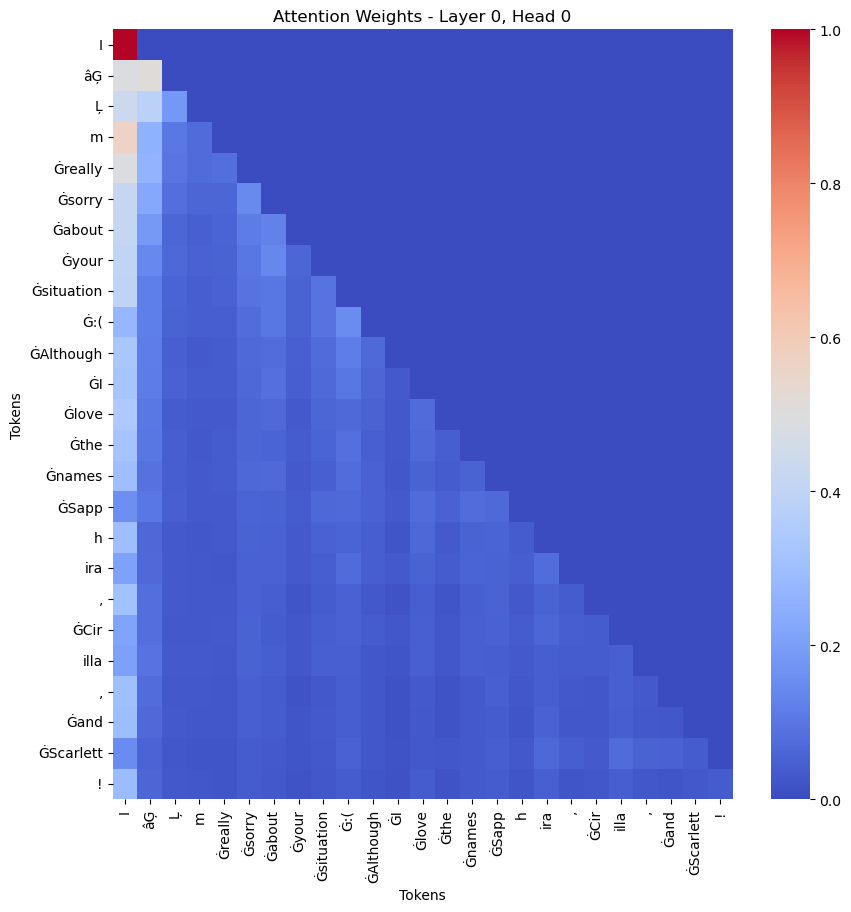 Attention Weights - Layer 0, Head 0
I
âĢ
Ļ
m
Ġreally
Ġsorry
Ġabout
Ġyour
Ġsituation
Ġ:(
ĠAlthough
ĠI
Ġlove
Ġthe
Ġnames
ĠSapp
h
ira
,
ĠCir
illa
,
Ġand
ĠScarlett
!
Tokens
I
âĢ
Ļ
m
Ġreally
Ġsorry
Ġabout
Ġyour
Ġsituation
Ġ:(
ĠAlthough
ĠI
Ġlove
Ġthe
Ġnames
ĠSapp
h
ira
,
ĠCir
illa
,
Ġand
ĠScarlett
!
Tokens
1.0
0.8
0.6
0.4
0.2
0.0